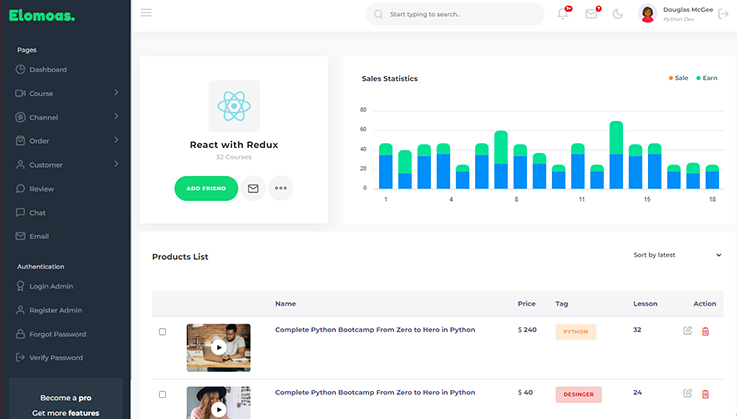 Elomoas.
Start typing to search..
3+
Douglas McGee
Python Dev
Pages
Dashboard
Course
Channel
Order
Customer
Review
Chat
Email
Authentication
Login Admin
Register Admin
Forgot Password
Verify Password
Become a pro
Get more features
React with Redux
32 Courses
ADD FRIEND
Sales Statistics
Sale
Earn
80
60
40
20
0
1
4
8
11
15
18
Products List
Sort by latest
Name Price Tag Lesson Action
Complete Python Bootcamp From Zero to Hero in Python $ 240 PYTHON 32
Complete Python Bootcamp From Zero to Hero in Python $ 40 DESINGER 24